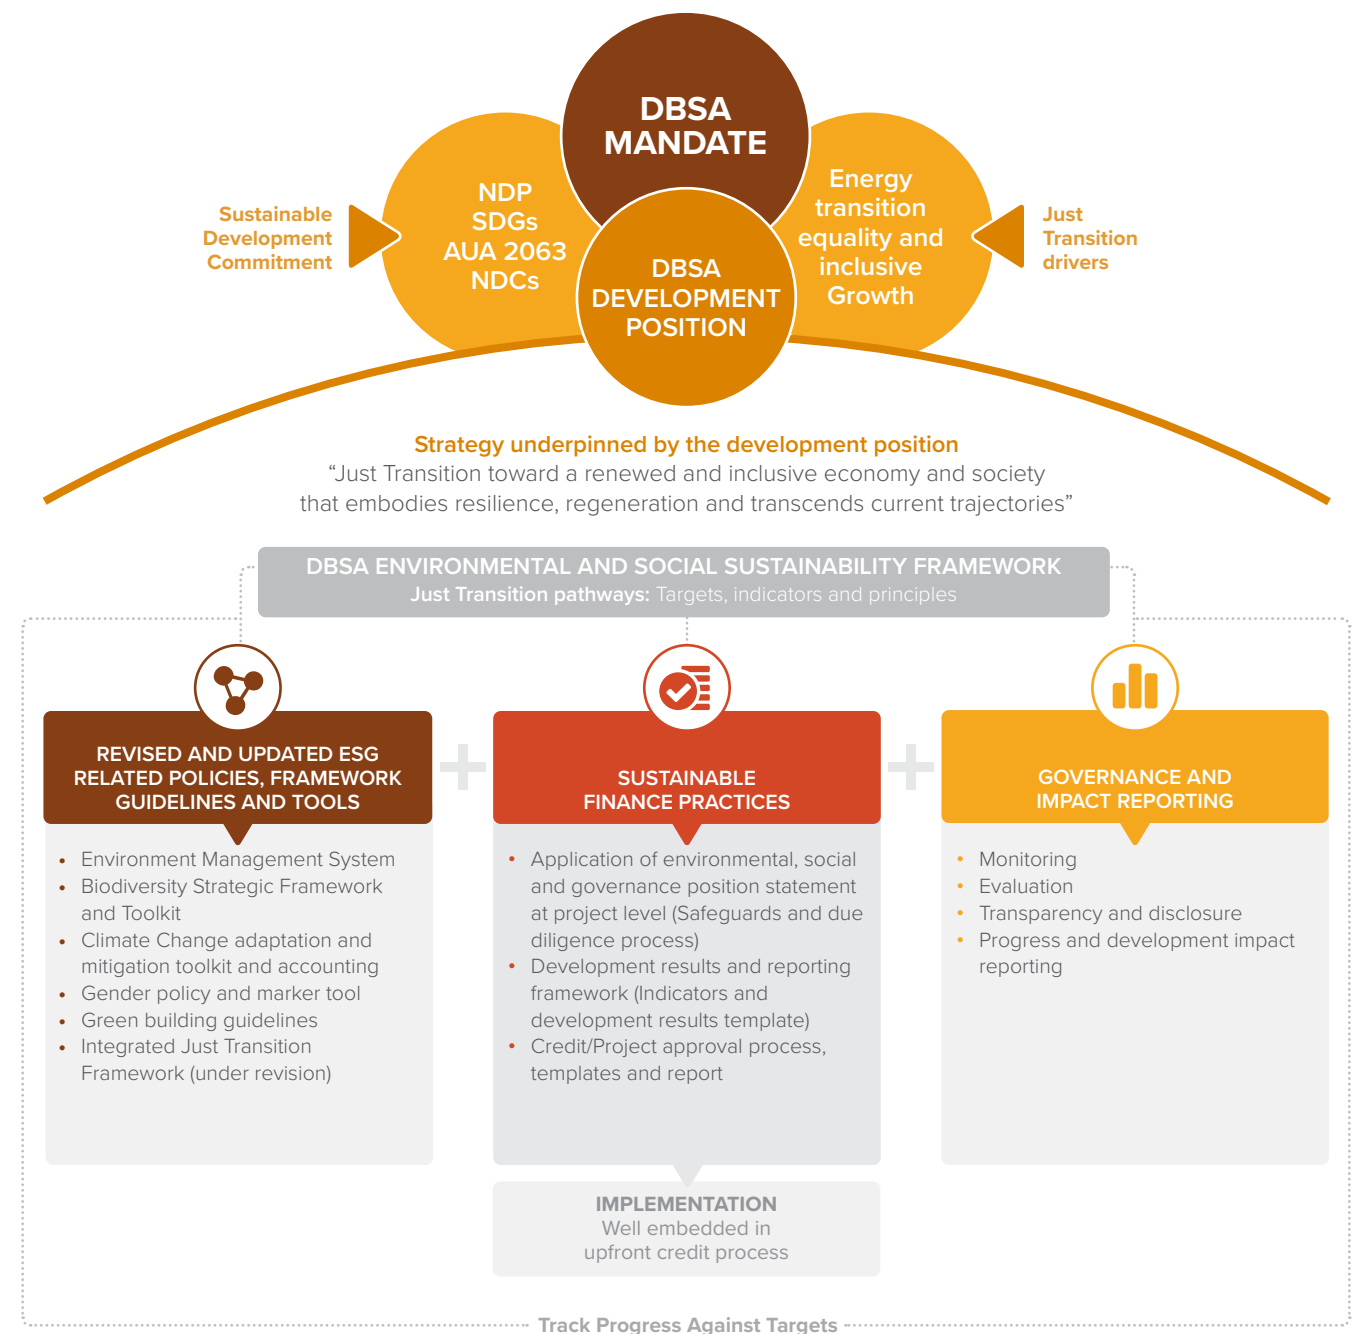 DBSA
MANDATE
NDP
SDGs
AUA 2063
NDCs
Energy
transition
equality and
inclusive
Growth
Sustainable
Development
Commitment
Just
Transition
drivers
DBSA
DEVELOPMENT
POSITION
Strategy underpinned by the development position
“Just Transition toward a renewed and inclusive economy and society
that embodies resilience, regeneration and transcends current trajectories”
DBSA ENVIRONMENTAL AND SOCIAL SUSTAINABILITY FRAMEWORK
Just Transition pathways: Targets, indicators and principles
REVISED AND UPDATED ESG
RELATED POLICIES, FRAMEWORK
GUIDELINES AND TOOLS
• Environment Management System
• Biodiversity Strategic Framework
and Toolkit
• Climate Change adaptation and
mitigation toolkit and accounting
• Gender policy and marker tool
• Green building guidelines
• Integrated Just Transition
Framework (under revision)
SUSTAINABLE
FINANCE PRACTICES
• Application of environmental, social
and governance position statement
at project level (Safeguards and due
diligence process)
• Development results and reporting
framework (Indicators and
development results template)
• Credit/Project approval process,
templates and report
IMPLEMENTATION
Well embedded in
upfront credit process
GOVERNANCE AND
IMPACT REPORTING
• Monitoring
• Evaluation
• Transparency and disclosure
• Progress and development impact
reporting
Track Progress Against Targets